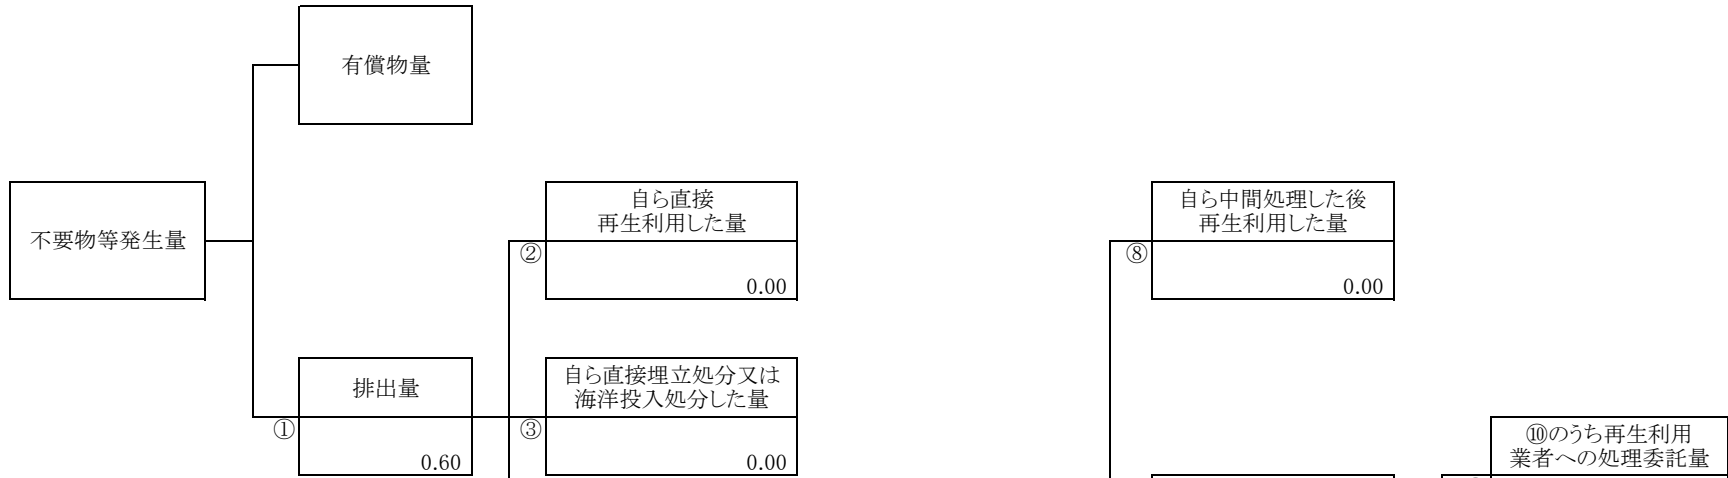 有償物量
不要物等発生量
自ら直接
再生利用した量
②
0.00
自ら中間処理した後
再生利用した量
⑧
0.00
排出量
①
0.60
自ら直接埋立処分又は
海洋投入処分した量
③
0.00
⑩のうち再生利用
業者への処理委託量